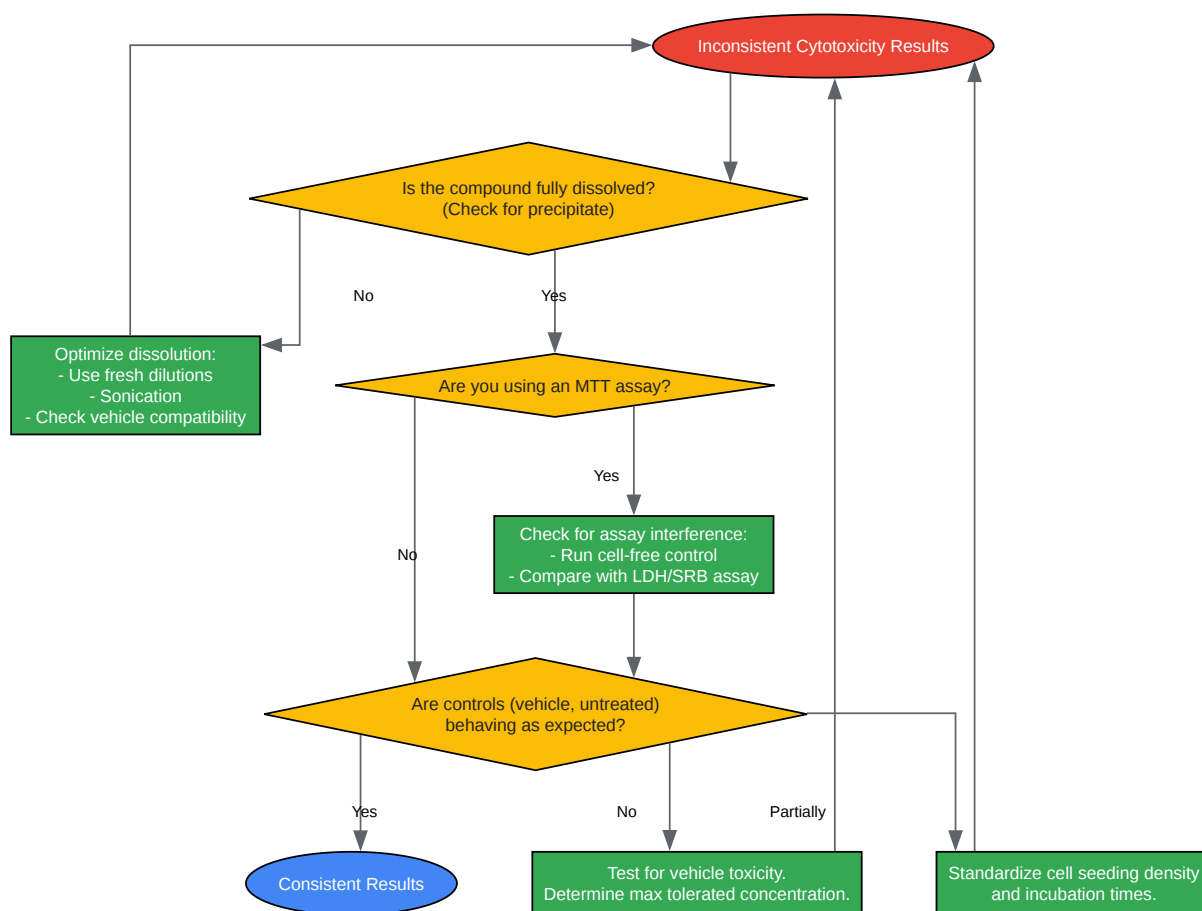 Inconsistent Cytotoxicity Results
Is the compound fully dissolved?
(Check for precipitate)
No
Yes
Optimize dissolution:
- Use fresh dilutions
- Sonication
- Check vehicle compatibility
Are you using an MTT assay?
Yes
Check for assay interference:
- Run cell-free control
- Compare with LDH/SRB assay
No
Are controls (vehicle, untreated)
behaving as expected?
Yes
No
Partially
Consistent Results
Test for vehicle toxicity.
Determine max tolerated concentration.
Standardize cell seeding density
and incubation times.